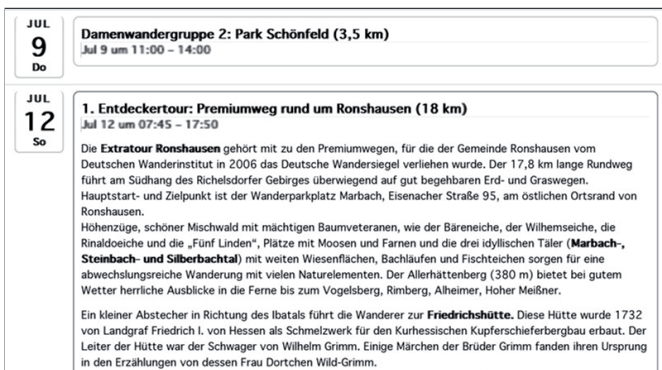 JUL
9
Do
Damenwandergruppe 2: Park Schönfeld (3,5 km)
Jul 9 um 11:00 – 14:00
JUL
12
So
1. Entdeckertour: Premiumweg rund um Ronshausen (18 km)
Jul 12 um 07:45 – 17:50
Die Extratour Ronshausen gehört mit zu den Premiumwegen, für die der Gemeinde Ronshausen vom
Deutschen Wanderinstitut in 2006 das Deutsche Wandersiegel verliehen wurde. Der 17,8 km lange Rundweg
führt am Südhang des Richelsdorfer Gebirges überwiegend auf gut begehbaren Erd- und Graswegen.
Hauptstart- und Zielpunkt ist der Wanderparkplatz Marbach, Eisenacher Straße 95, am östlichen Ortsrand von
Ronshausen.
Höhenzüge, schöner Mischwald mit mächtigen Baumveteranen, wie der Bäreneiche, der Wilhemseiche, die
Rinaldoeiche und die „Fünf Linden“, Plätze mit Moosen und Farnen und die drei idyllischen Täler (Marbach-,
Steinbach- und Silberbachtal) mit weiten Wiesenflächen, Bachläufen und Fischteichen sorgen für eine
abwechslungsreiche Wanderung mit vielen Naturelementen. Der Allerhättenberg (380 m) bietet bei gutem
Wetter herrliche Ausblicke in die Ferne bis zum Vogelsberg, Rimberg, Alheimer, Hoher Meißner.
Ein kleiner Abstecher in Richtung des Ibatals führt die Wanderer zur Friedrichshütte. Diese Hütte wurde 1732
von Landgraf Friedrich I. von Hessen als Schmelzwerk für den Kurhessischen Kupferschieferbergbau erbaut. Der
Leiter der Hütte war der Schwager von Wilhelm Grimm. Einige Märchen der Brüder Grimm fanden ihren Ursprung
in den Erzählungen von dessen Frau Dortchen Wild-Grimm.